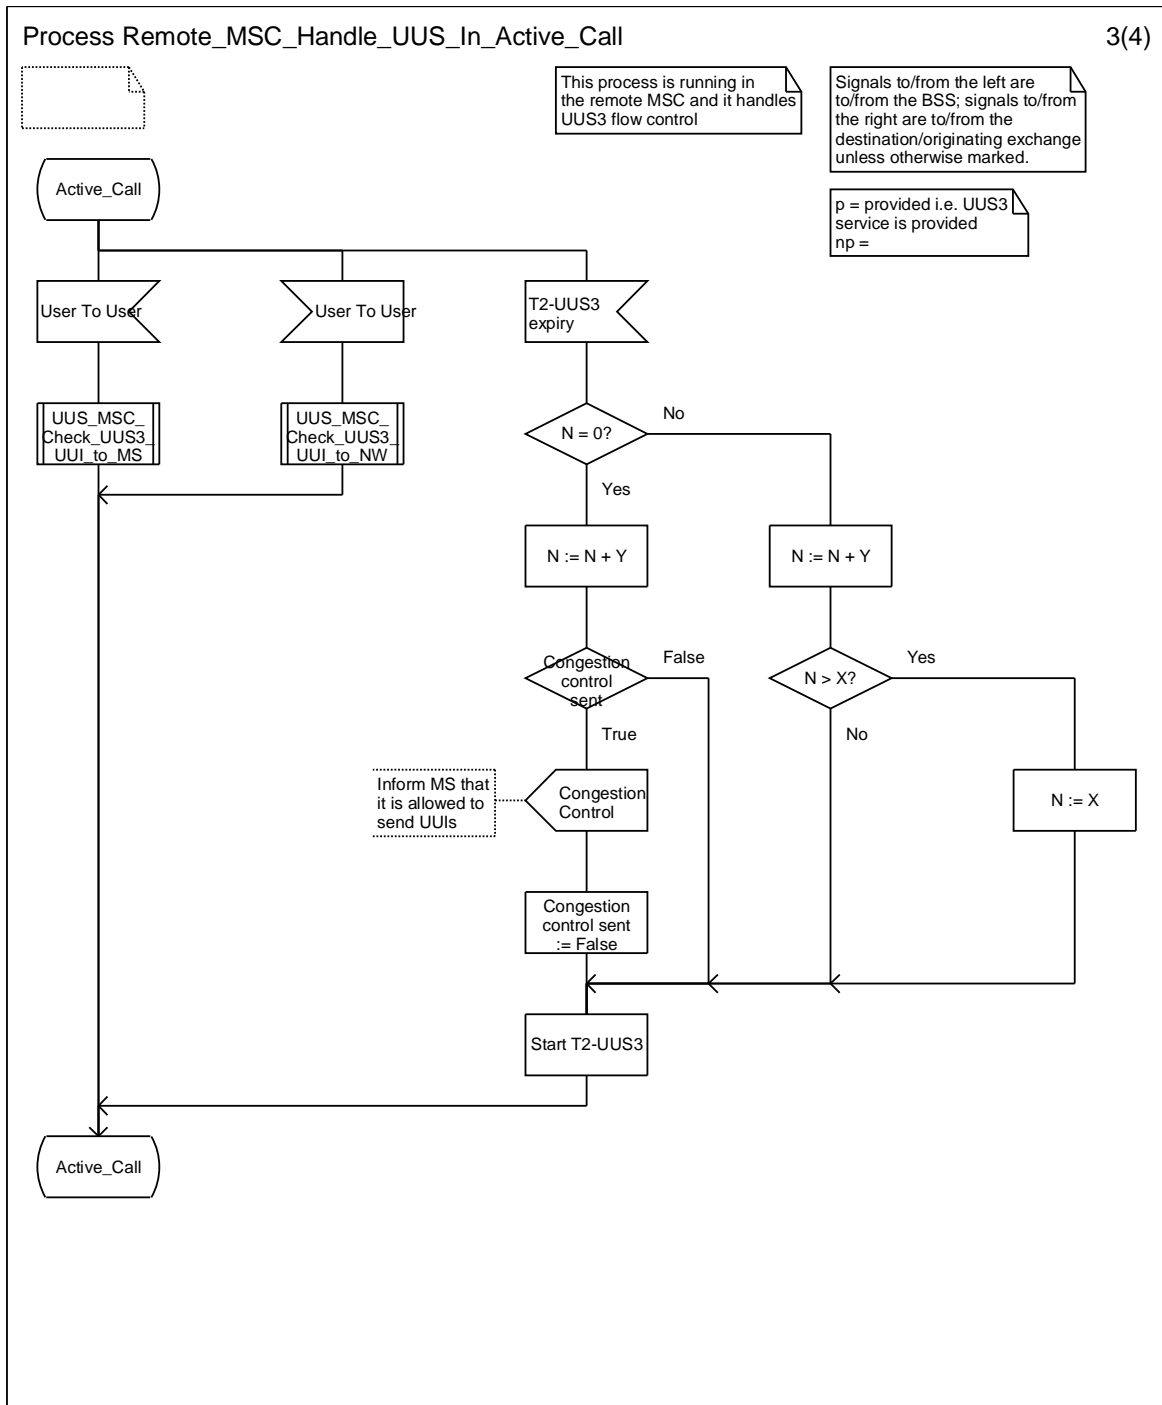 Process Remote_MSC_Handle_UUS_In_Active_Call
3(4)
This process is running in
the remote MSC and it handles
UUS3 flow control
Signals to/from the left are
to/from the BSS; signals to/from
the right are to/from the
destination/originating exchange
unless otherwise marked.
p = provided i.e. UUS3
service is provided
np =
Active_Call
User To User
User To User
T2-UUS3
expiry
UUS_MSC_
Check_UUS3_
UUI_to_MS
UUS_MSC_
Check_UUS3_
UUI_to_NW
N = 0?
No
Yes
N := N + Y
N := N + Y
Congestion
control
sent
False
True
N > X?
Yes
No
Inform MS that
it is allowed to
send UUIs
Congestion
Control
N := X
Congestion
control sent
:= False
Start T2-UUS3
Active_Call